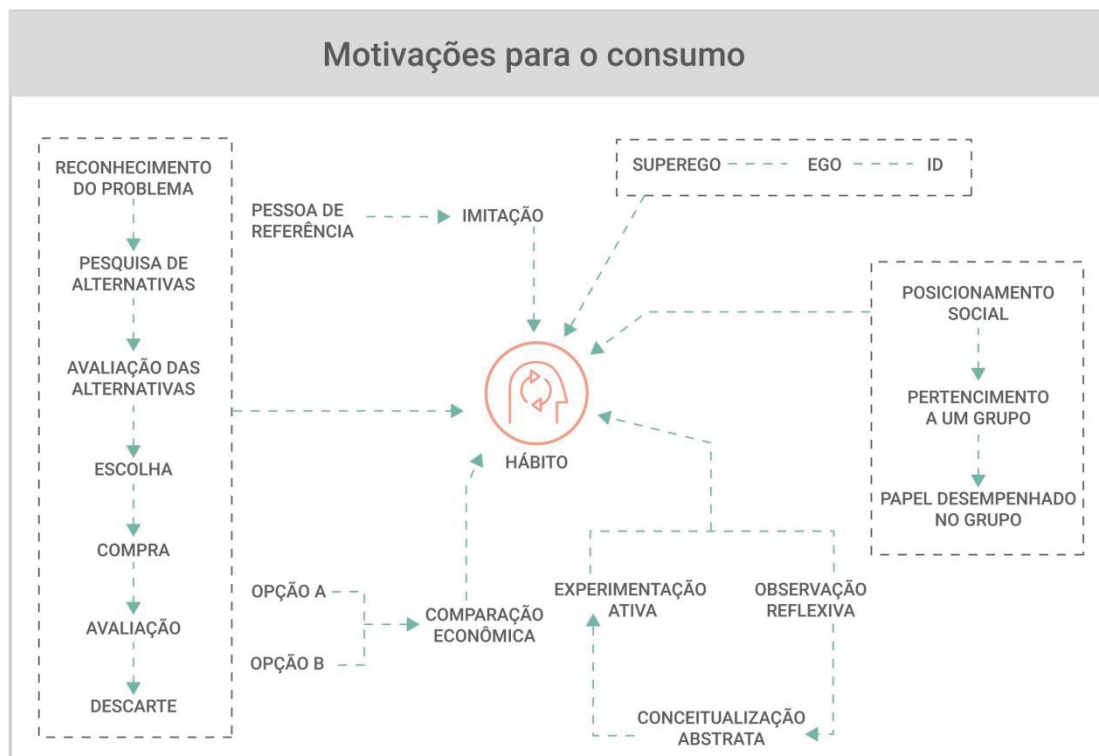 Motivações para o consumo
RECONHECIMENTO
DO PROBLEMA
PESQUISA DE
ALTERNATIVAS
AVALIAÇÃO DAS
ALTERNATIVAS
ESCOLHA
COMPRA
AVALIAÇÃO
DESCARTE
PESSOA DE
REFERÊNCIA
IMITAÇÃO
SUPEREGO
EGO
ID
POSICIONAMENTO
SOCIAL
PERTENCIMENTO
A UM GRUPO
PAPEL DESEMPENHADO
NO GRUPO
HÁBITO
OPÇÃO A
OPÇÃO B
COMPARAÇÃO
ECONÔMICA
EXPERIMENTAÇÃO
ATIVA
OBSERVAÇÃO
REFLEXIVA
CONCEITUALIZAÇÃO
ABSTRATA